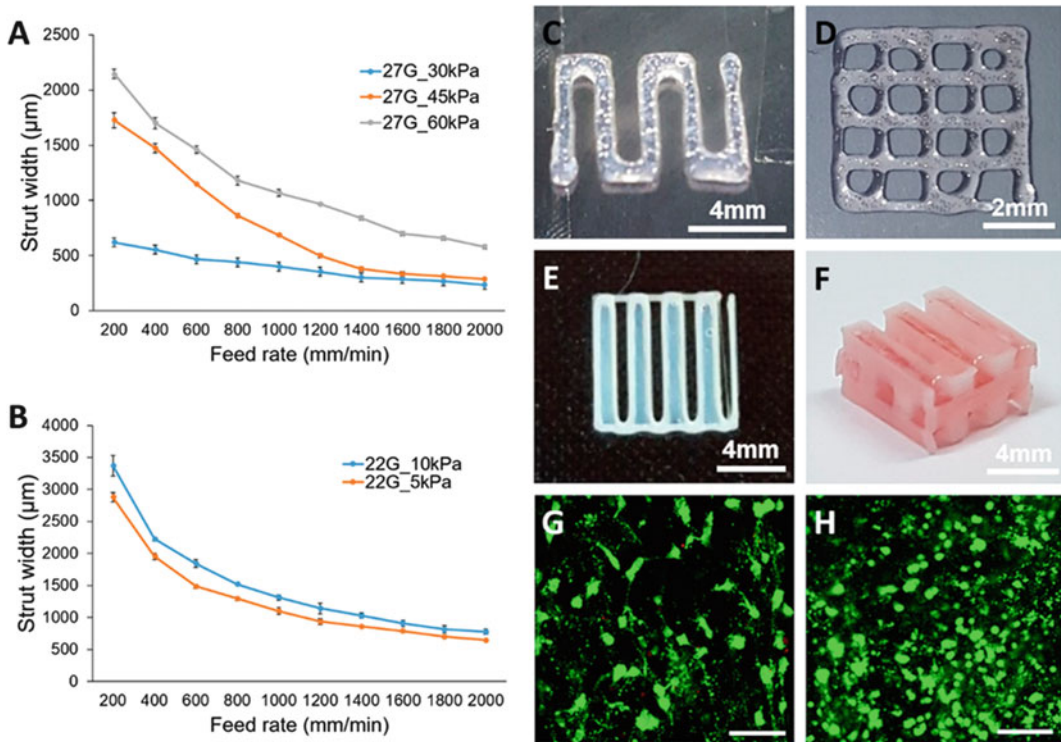 A
2500
2000
1500
1000
500
0
Strut width (µm)
27G_30kPa
27G_45kPa
27G_60kPa
200 400 600 800 1000 1200 1400 1600 1800 2000
Feed rate (mm/min)
B
4000
3500
3000
2500
2000
1500
1000
500
0
Strut width (µm)
22G_10kPa
22G_5kPa
200 400 600 800 1000 1200 1400 1600 1800 2000
Feed rate (mm/min)
C
4mm
D
2mm
E
4mm
F
4mm
G
H